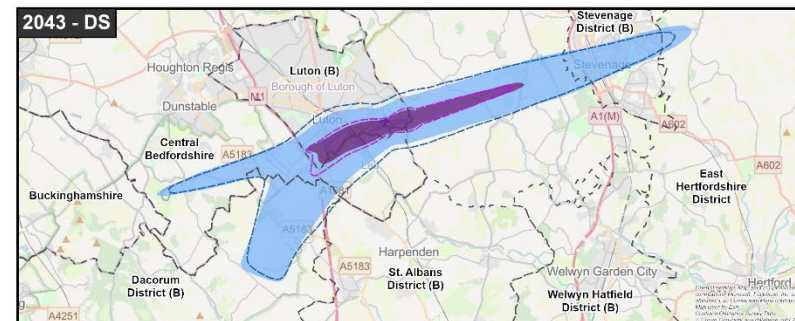 2043 - DS
Stevenage
District (B)
Houghton Regis
Luton (B)
Borough of Luton
Stevenage
M1
Dunstable
Luton
A1(M)
A602
Central
Bedfordshire
A5183
A602
East
Hertfordshire
District
Buckinghamshire
A1081
A5183
Harpenden
Dacorum
District (B)
A5183
St. Albans
District (B)
Welwyn Garden City
Hertford
A4251
Welwyn Hatfield
District (B)